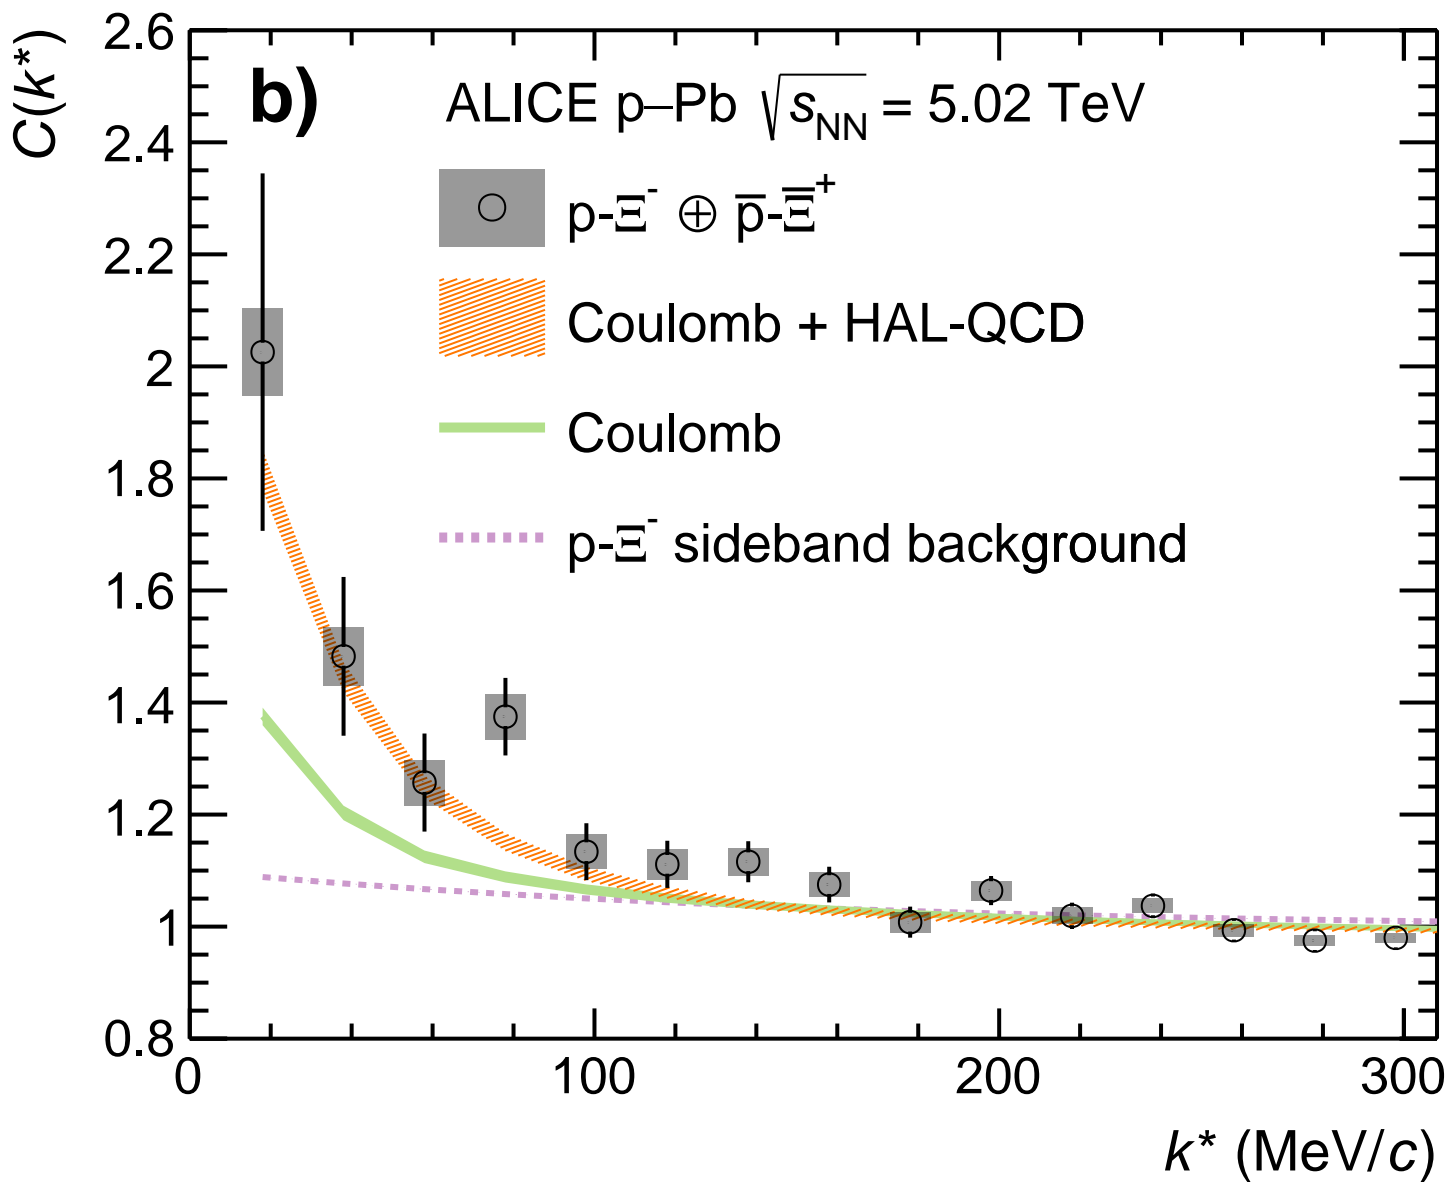 C(k*)
2.6
2.4
2.2
2
1.8
1.6
1.4
1.2
1
0.8
b)
ALICE p–Pb √s_NN = 5.02 TeV
p-Ξ⁻ ⊕ p̅-Ξ̅⁺
Coulomb + HAL-QCD
Coulomb
p-Ξ⁻ sideband background
0 100 200 300
k* (MeV/c)